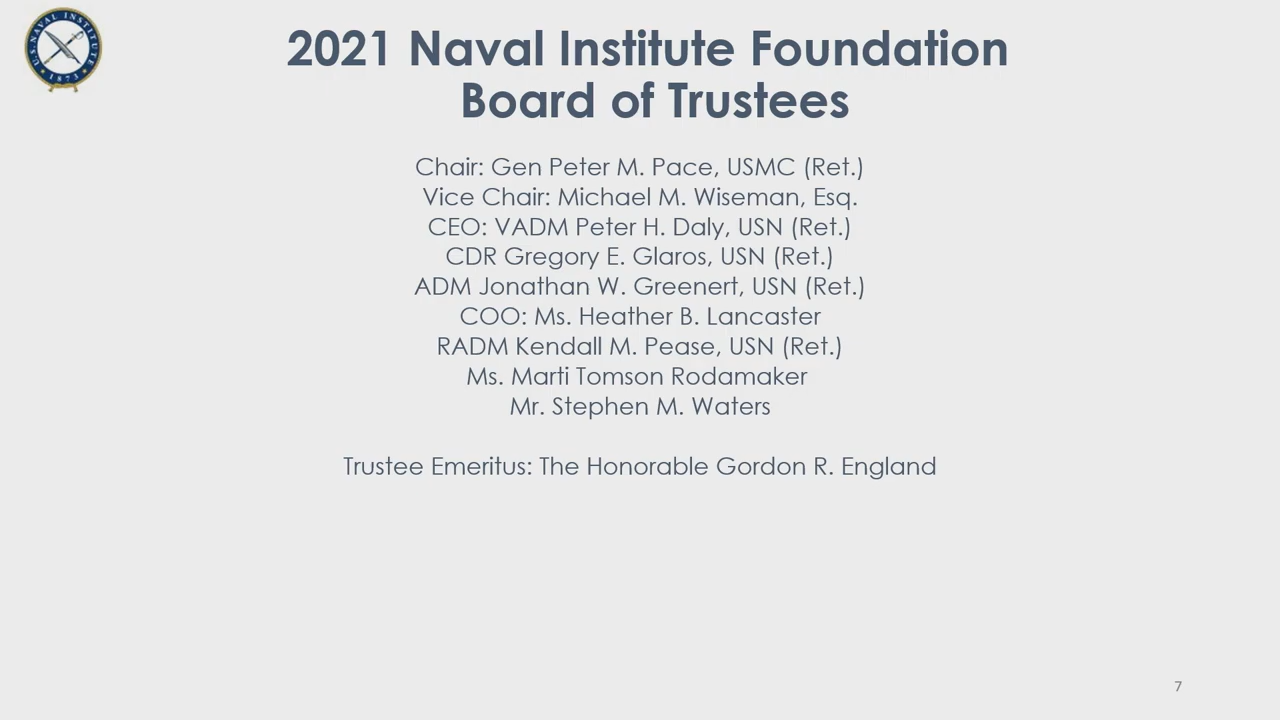 U.S. NAVAL INSTITUTE
1873
2021 Naval Institute Foundation
Board of Trustees
Chair: Gen Peter M. Pace, USMC (Ret.)
Vice Chair: Michael M. Wiseman, Esq.
CEO: VADM Peter H. Daly, USN (Ret.)
CDR Gregory E. Glaros, USN (Ret.)
ADM Jonathan W. Greenert, USN (Ret.)
COO: Ms. Heather B. Lancaster
RADM Kendall M. Pease, USN (Ret.)
Ms. Marti Tomson Rodamaker
Mr. Stephen M. Waters
Trustee Emeritus: The Honorable Gordon R. England
7